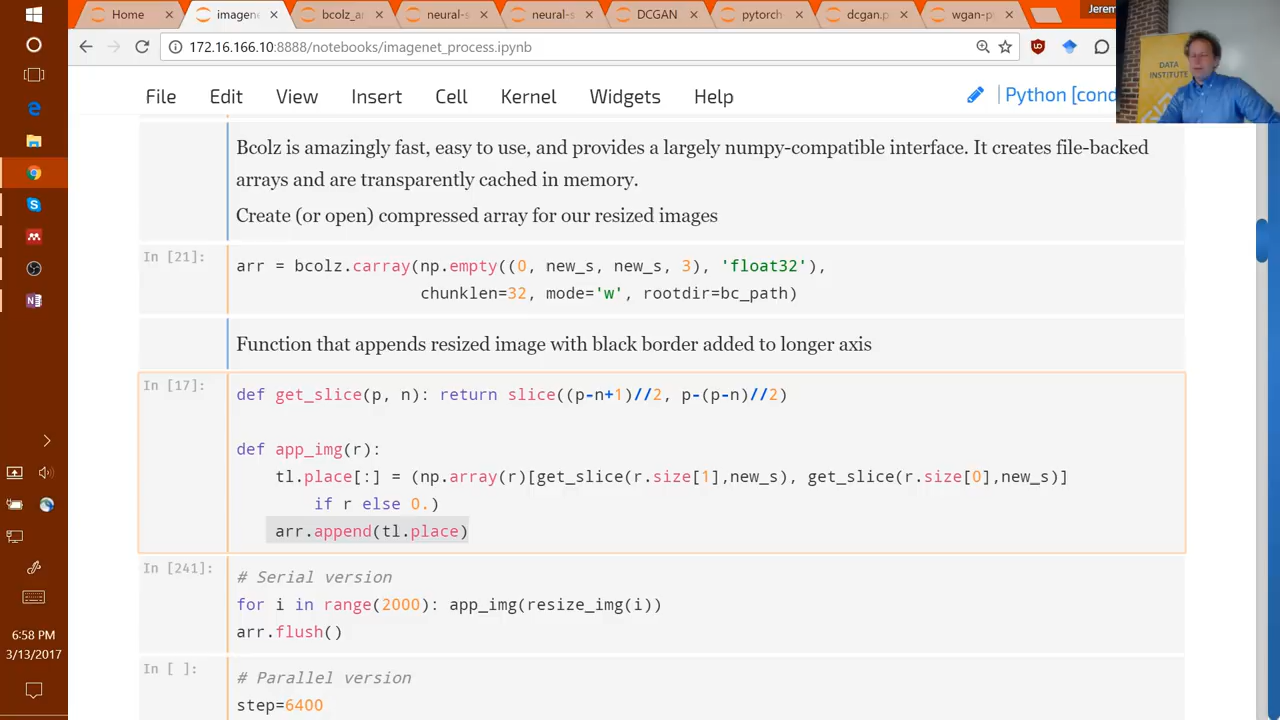 Home
imagene
bcolz_ar
neural-s
neural-s
DCGAN
pytorch
dcgan.p
wgan-p
Jerem
172.16.166.10:8888/notebooks/imagenet_process.ipynb
File Edit View Insert Cell Kernel Widgets Help
Python [cond
DATA
INSTITUTE
Bcolz is amazingly fast, easy to use, and provides a largely numpy-compatible interface. It creates file-backed
arrays and are transparently cached in memory.
Create (or open) compressed array for our resized images
In [21]:
arr = bcolz.carray(np.empty((0, new_s, new_s, 3), 'float32'),
chunklen=32, mode='w', rootdir=bc_path)
Function that appends resized image with black border added to longer axis
In [17]:
def get_slice(p, n): return slice((p-n+1)//2, p-(p-n)//2)
def app_img(r):
tl.place[:] = (np.array(r)[get_slice(r.size[1],new_s), get_slice(r.size[0],new_s)]
if r else 0.)
arr.append(tl.place)
In [241]:
# Serial version
for i in range(2000): app_img(resize_img(i))
arr.flush()
In [ ]:
# Parallel version
step=6400
6:58 PM
3/13/2017